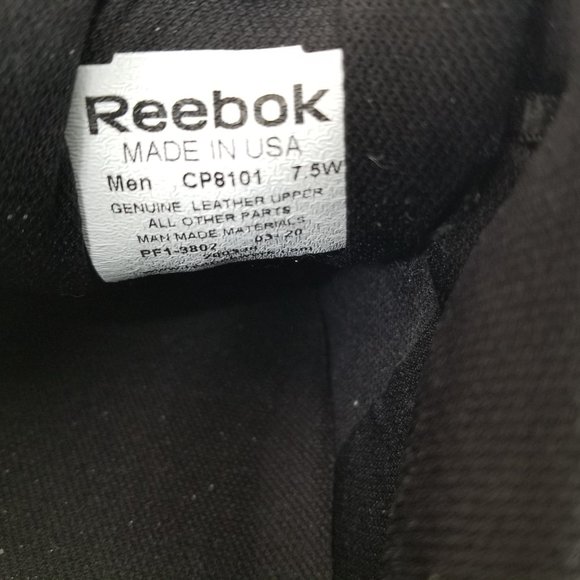 Reebok
MADE IN USA
Men CP8101 7.5W
GENUINE LEATHER UPPER
ALL OTHER PARTS
MAN MADE MATERIALS
PF1-3802 03-20